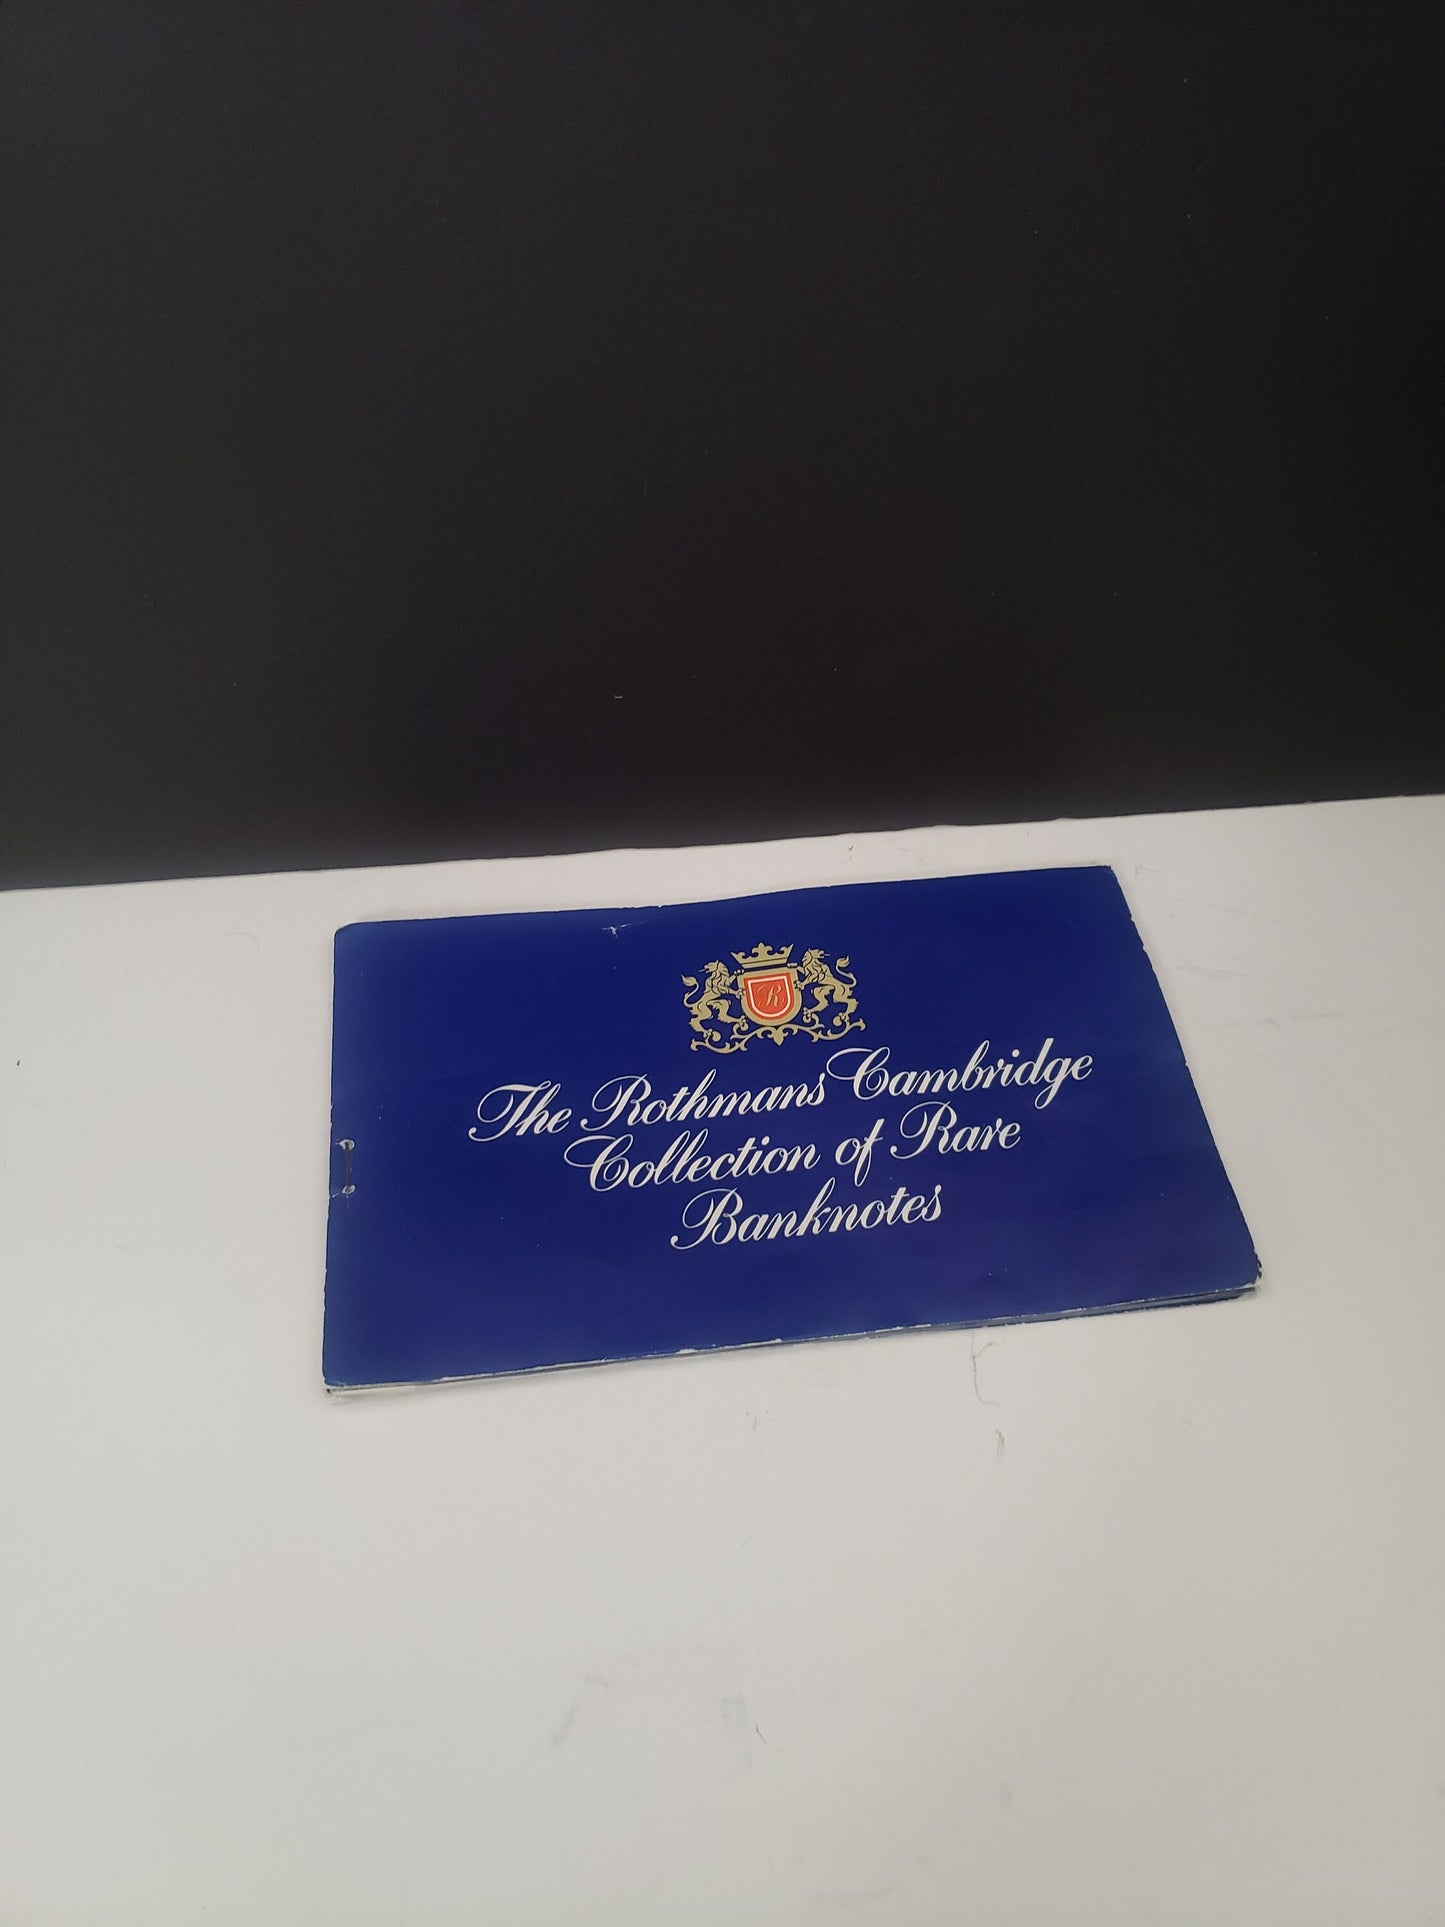 R
The Rothmans Cambridge
Collection of Rare
Banknotes